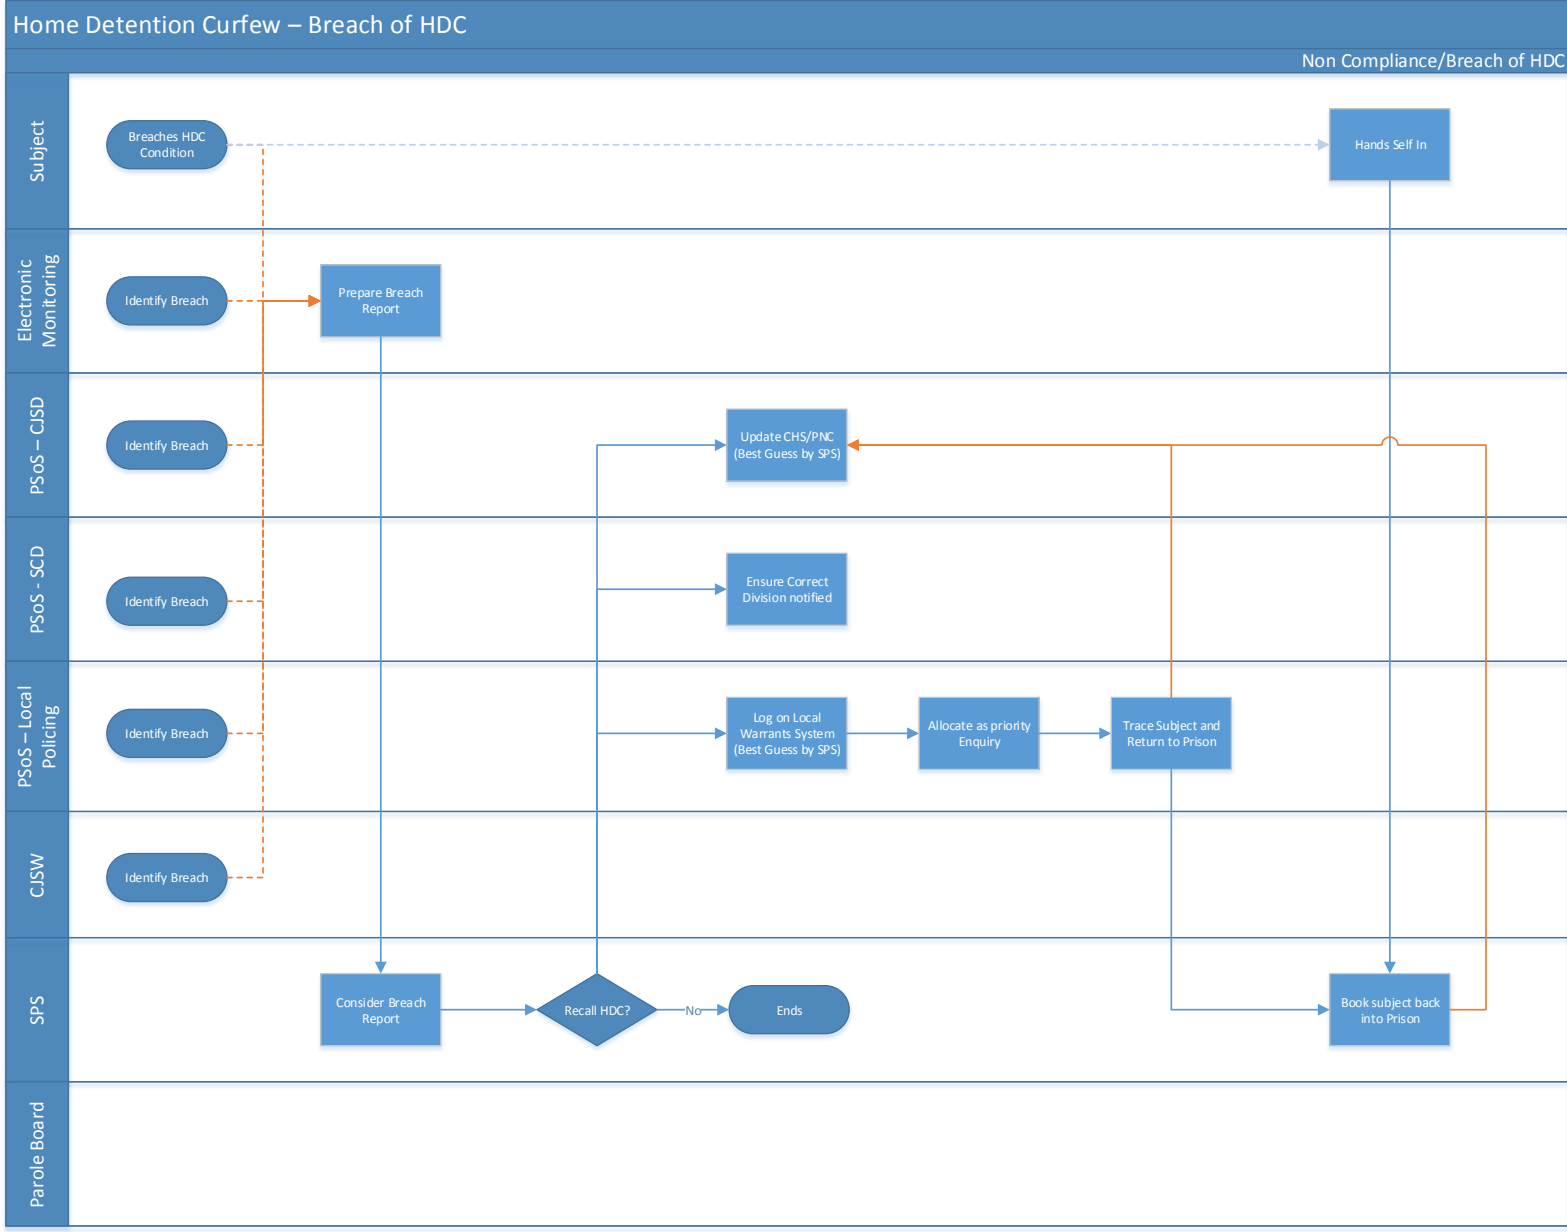 Home Detention Curfew – Breach of HDC
Non Compliance/Breach of HDC
Subject
Breaches HDC
Condition
Hands Self In
Electronic
Monitoring
Identify Breach
Prepare Breach
Report
PSoS – CJSD
Identify Breach
Update CHS/PNC
(Best Guess by SPS)
PSoS - SCD
Identify Breach
Ensure Correct
Division notified
PSoS – Local
Policing
Identify Breach
Log on Local
Warrants System
(Best Guess by SPS)
Allocate as priority
Enquiry
Trace Subject and
Return to Prison
CJSW
Identify Breach
SPS
Consider Breach
Report
Recall HDC?
No
Ends
Book subject back
into Prison
Parole Board